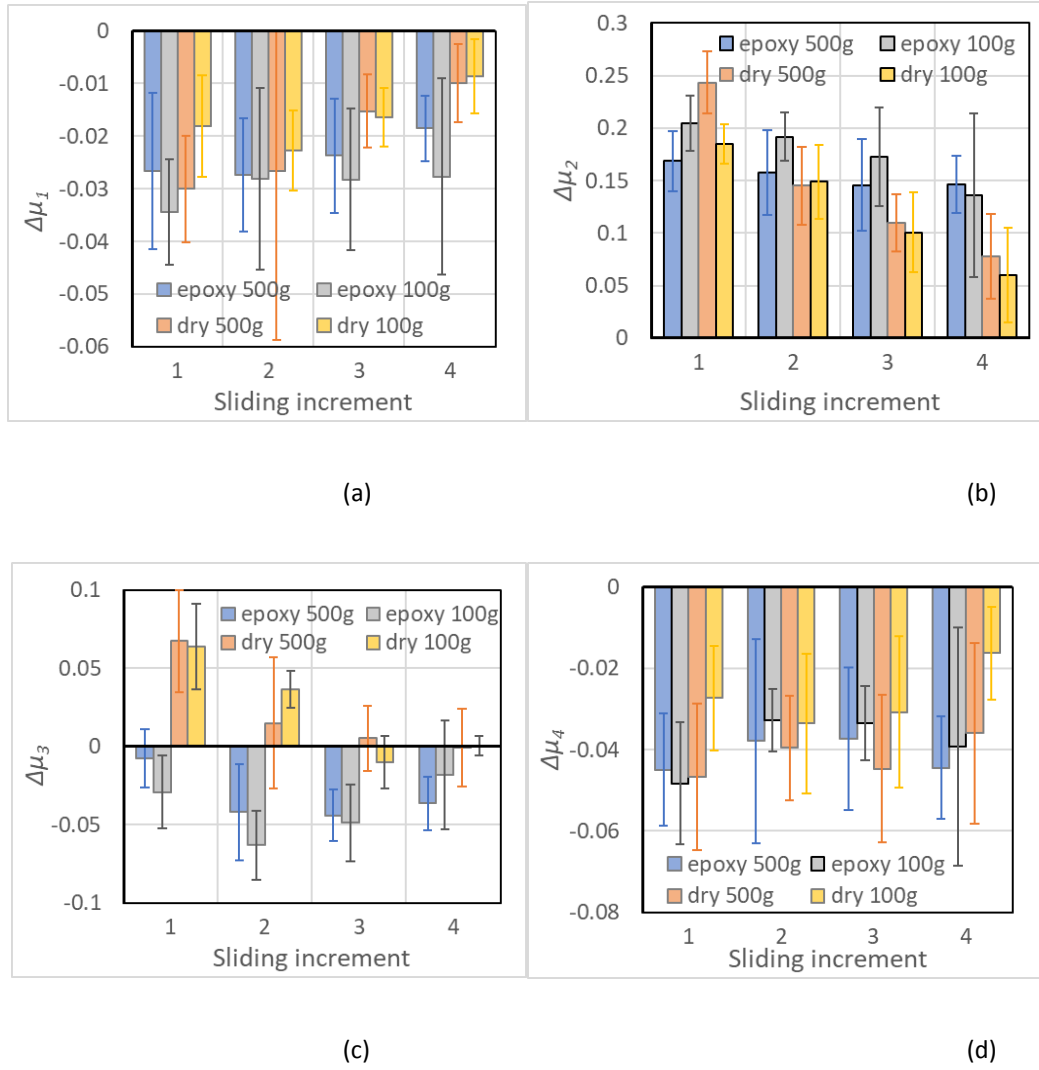 0
-0.01
-0.02
-0.03
-0.04
-0.05
-0.06
Δμ1
epoxy 500g epoxy 100g
dry 500g dry 100g
1 2 3 4
Sliding increment
(a)
0.3
0.25
0.2
0.15
0.1
0.05
0
Δμ2
epoxy 500g epoxy 100g
dry 500g dry 100g
1 2 3 4
Sliding increment
(b)
0.1
0.05
0
-0.05
-0.1
Δμ3
epoxy 500g epoxy 100g
dry 500g dry 100g
1 2 3 4
Sliding increment
(c)
0
-0.02
-0.04
-0.06
-0.08
Δμ4
epoxy 500g epoxy 100g
dry 500g dry 100g
1 2 3 4
Sliding increment
(d)